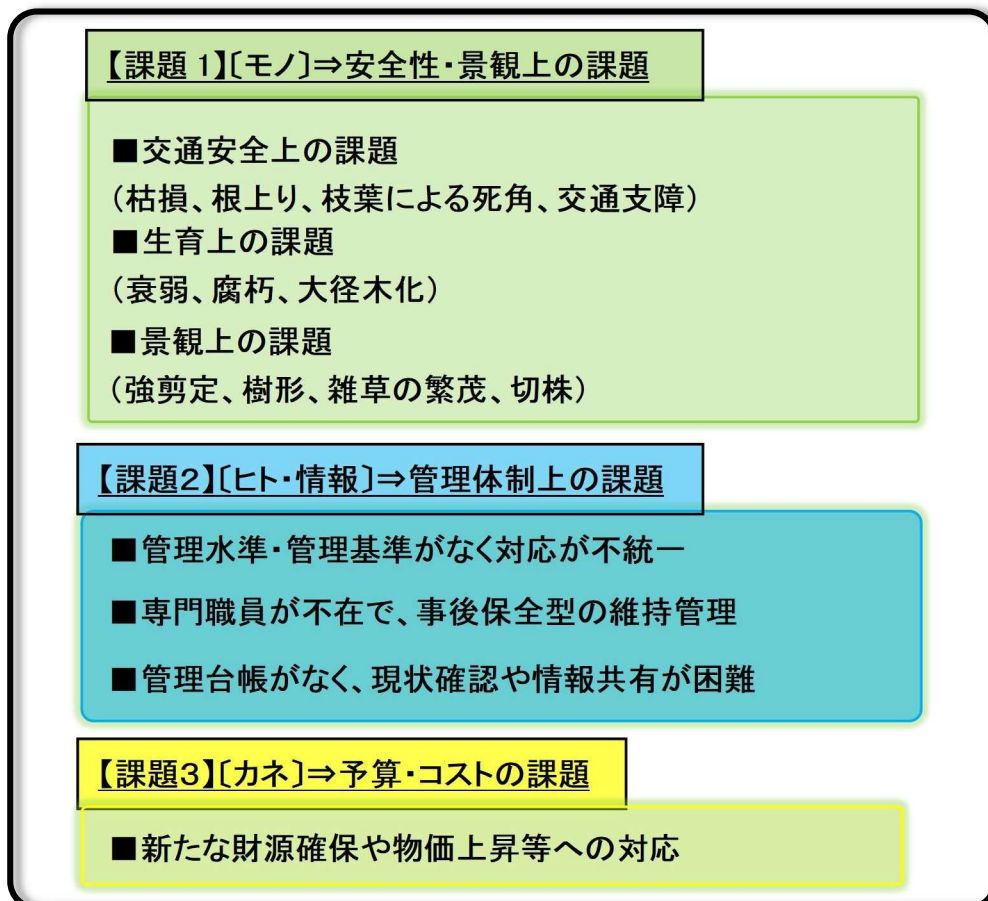 【課題 1】〔モノ〕⇒安全性・景観上の課題
■交通安全上の課題
（枯損、根上り、枝葉による死角、交通支障）
■生育上の課題
（衰弱、腐朽、大径木化）
■景観上の課題
（強剪定、樹形、雑草の繁茂、切株）
【課題２】〔ヒト・情報〕⇒管理体制上の課題
■管理水準・管理基準がなく対応が不統一
■専門職員が不在で、事後保全型の維持管理
■管理台帳がなく、現状確認や情報共有が困難
【課題３】〔カネ〕⇒予算・コストの課題
■新たな財源確保や物価上昇等への対応